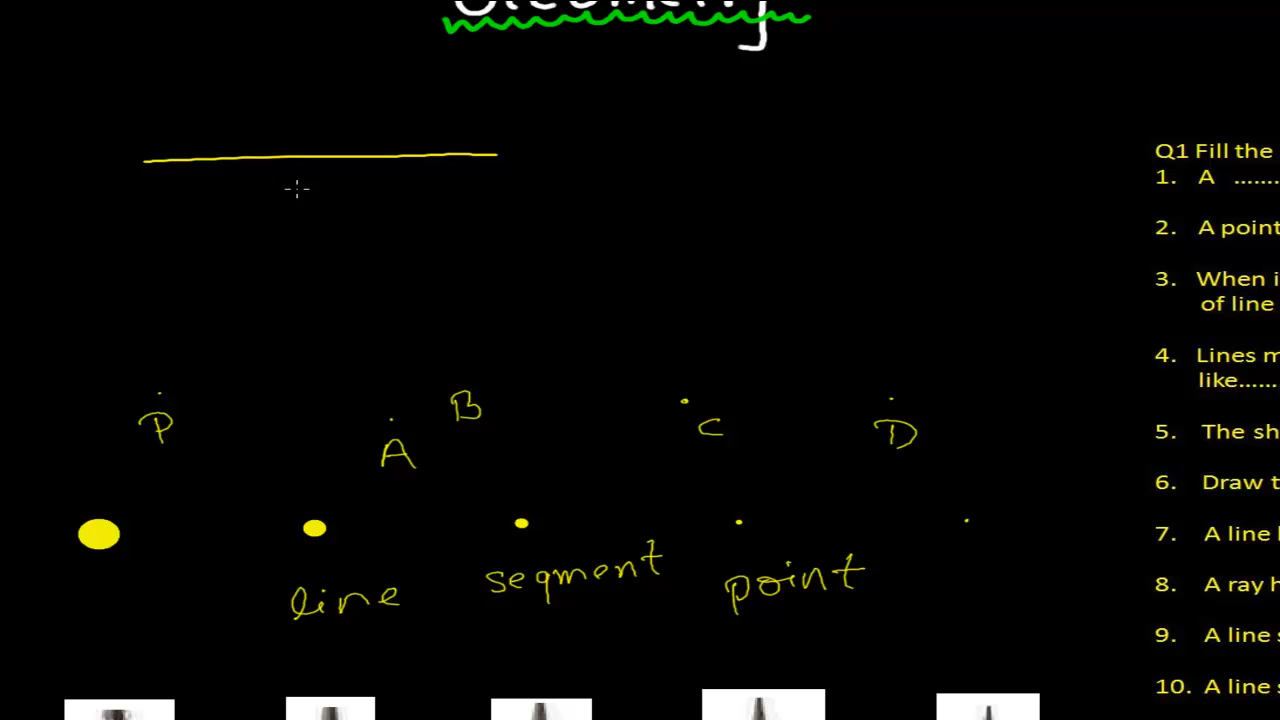 Geometry
P
A
B
C
D
line
segment
point
Q1 Fill the
1. A ........
2. A point
3. When i
of line
4. Lines m
like......
5. The sh
6. Draw t
7. A line
8. A ray h
9. A line s
10. A line s